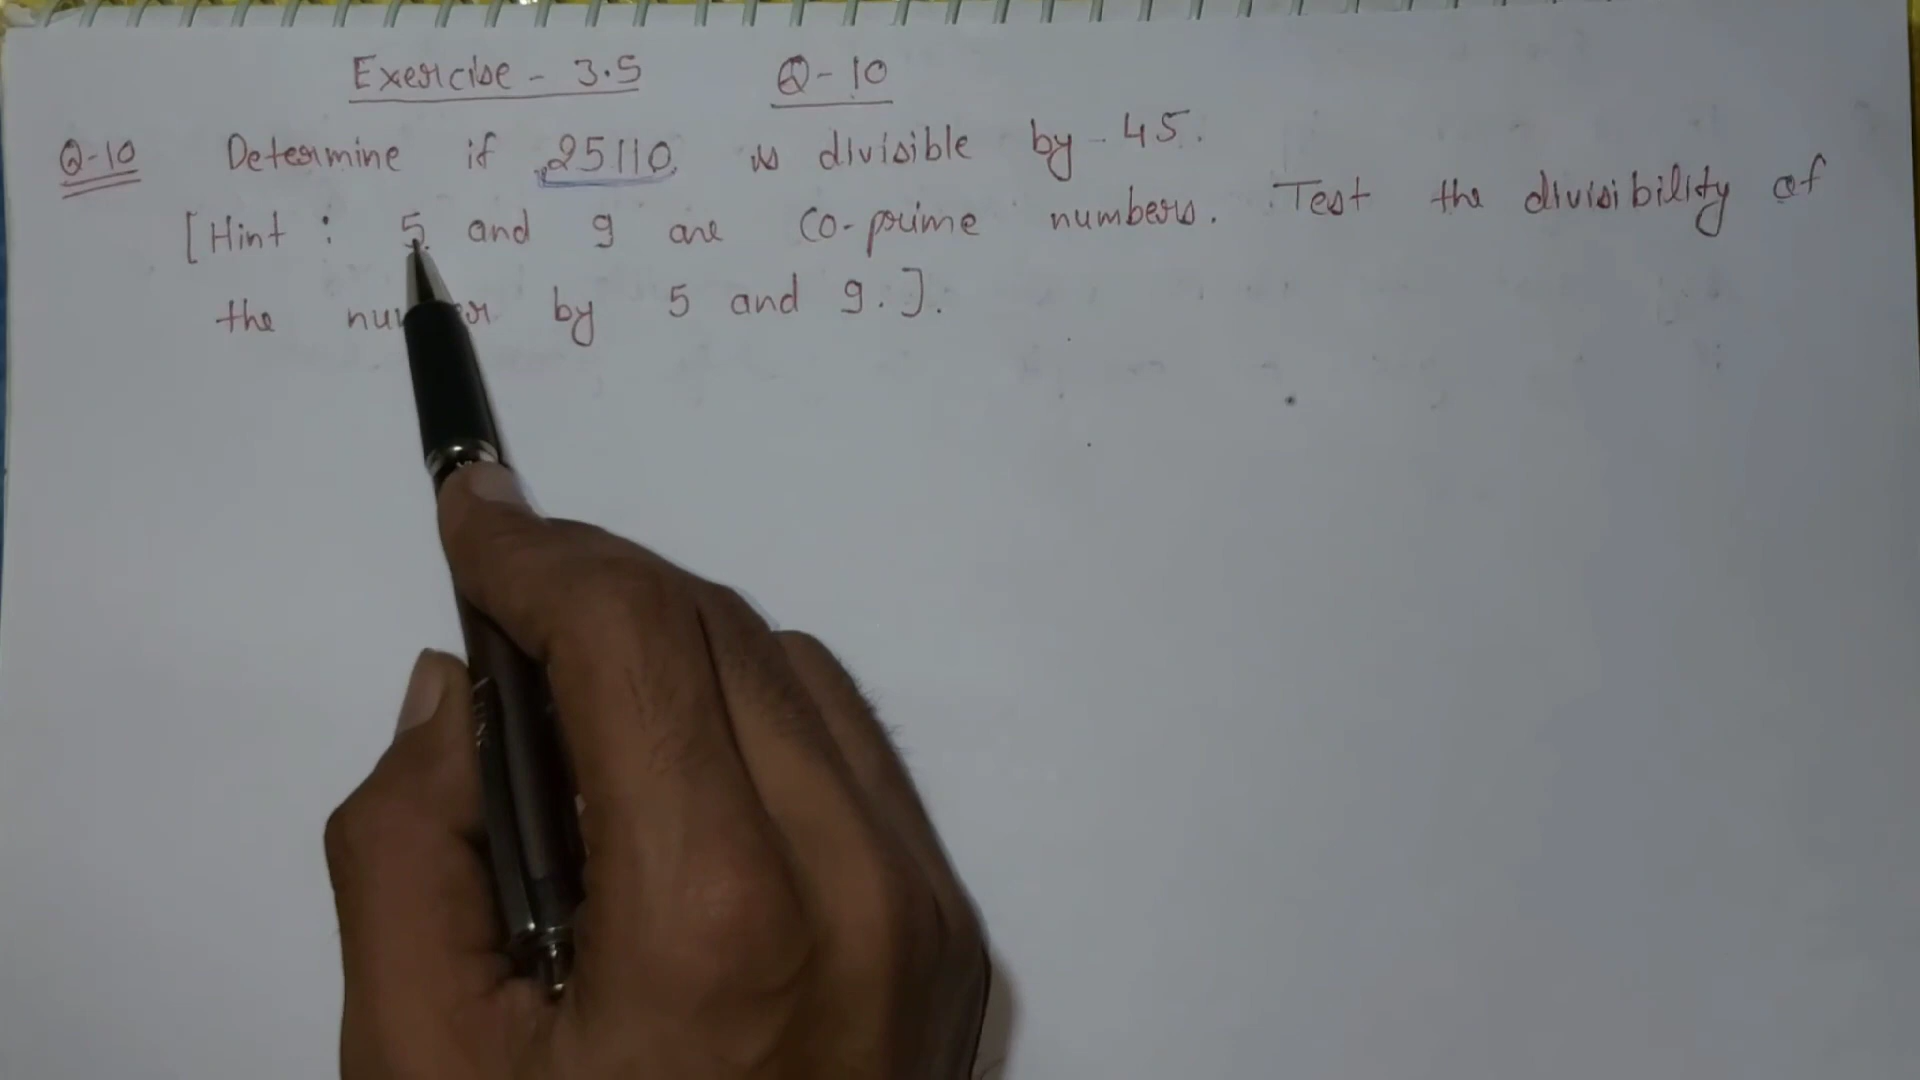 Exercise - 3.5 Q-10
Q-10 Determine if 25110 is divisible by 45.
[Hint : 5 and 9 are co-prime numbers. Test the divisibility of
the by 5 and 9.].